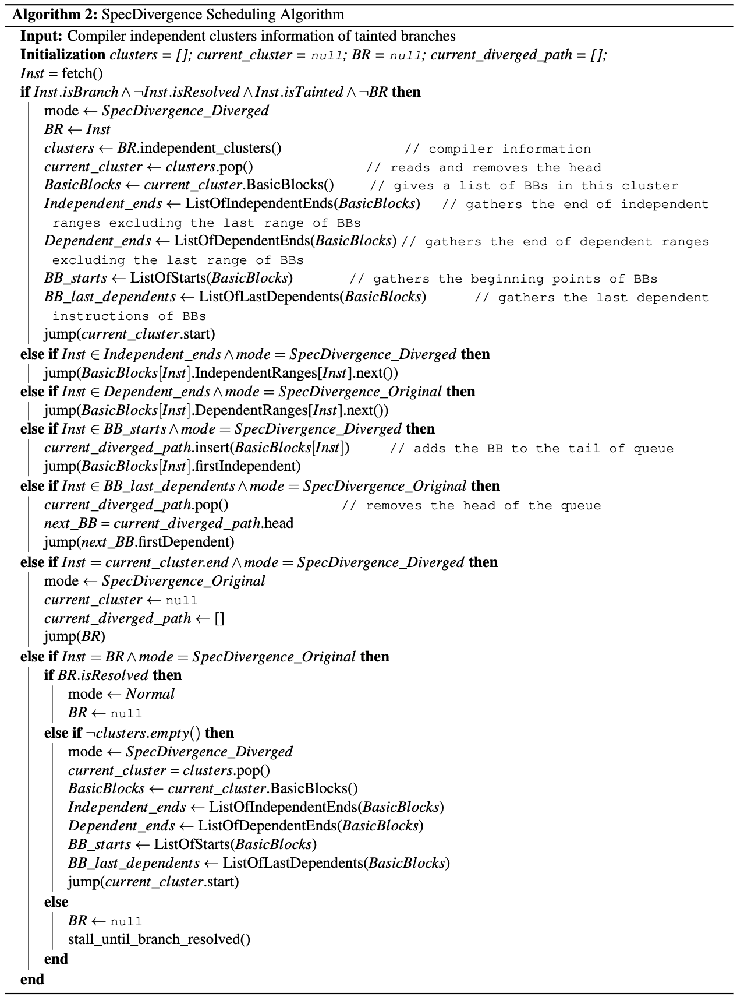 Algorithm 2: SpecDivergence Scheduling Algorithm
Input: Compiler independent clusters information of tainted branches
Initialization clusters = []; current_cluster = null; BR = null; current_diverged_path = [];
Inst = fetch()
if Inst.isBranch ∧ ¬Inst.isResolved ∧ Inst.isTainted ∧ ¬BR then
mode ← SpecDivergence_Diverged
BR ← Inst
clusters ← BR.independent_clusters() // compiler information
current_cluster ← clusters.pop() // reads and removes the head
BasicBlocks ← current_cluster.BasicBlocks() // gives a list of BBs in this cluster
Independent_ends ← ListOfIndependentEnds(BasicBlocks) // gathers the end of independent
ranges excluding the last range of BBs
Dependent_ends ← ListOfDependentEnds(BasicBlocks) // gathers the end of dependent ranges
excluding the last range of BBs
BB_starts ← ListOfStarts(BasicBlocks) // gathers the beginning points of BBs
BB_last_dependents ← ListOfLastDependents(BasicBlocks) // gathers the last dependent
instructions of BBs
jump(current_cluster.start)
else if Inst ∈ Independent_ends ∧ mode = SpecDivergence_Diverged then
jump(BasicBlocks[Inst].IndependentRanges[Inst].next())
else if Inst ∈ Dependent_ends ∧ mode = SpecDivergence_Original then
jump(BasicBlocks[Inst].DependentRanges[Inst].next())
else if Inst ∈ BB_starts ∧ mode = SpecDivergence_Diverged then
current_diverged_path.insert(BasicBlocks[Inst]) // adds the BB to the tail of queue
jump(BasicBlocks[Inst].firstIndependent)
else if Inst ∈ BB_last_dependents ∧ mode = SpecDivergence_Original then
current_diverged_path.pop() // removes the head of the queue
next_BB = current_diverged_path.head
jump(next_BB.firstDependent)
else if Inst = current_cluster.end ∧ mode = SpecDivergence_Diverged then
mode ← SpecDivergence_Original
current_cluster ← null
current_diverged_path ← []
jump(BR)
else if Inst = BR ∧ mode = SpecDivergence_Original then
if BR.isResolved then
mode ← Normal
BR ← null
else if ¬clusters.empty() then
mode ← SpecDivergence_Diverged
current_cluster = clusters.pop()
BasicBlocks ← current_cluster.BasicBlocks()
Independent_ends ← ListOfIndependentEnds(BasicBlocks)
Dependent_ends ← ListOfDependentEnds(BasicBlocks)
BB_starts ← ListOfStarts(BasicBlocks)
BB_last_dependents ← ListOfLastDependents(BasicBlocks)
jump(current_cluster.start)
else
BR ← null
stall_until_branch_resolved()
end
end